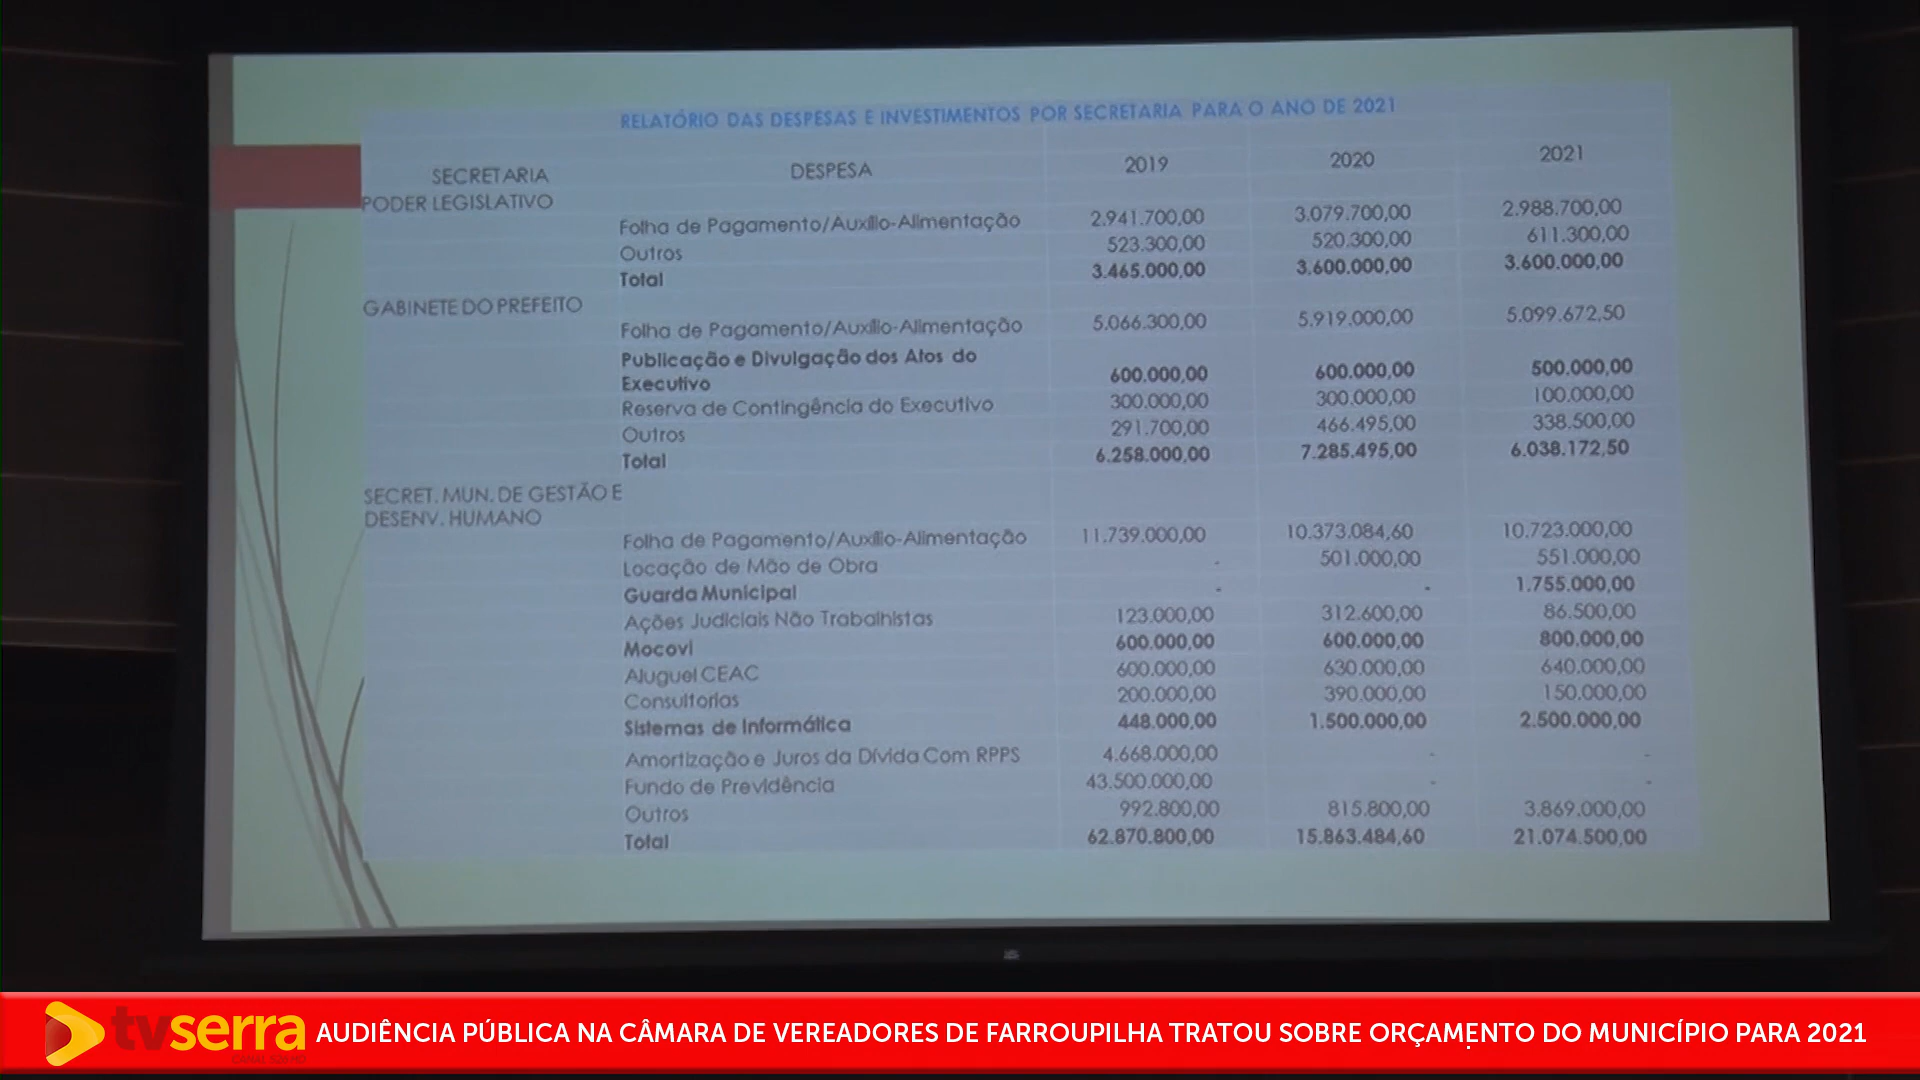 RELATÓRIO DAS DESPESAS E INVESTIMENTOS POR SECRETARIA PARA O ANO DE 2021
SECRETARIA DESPESA 2019 2020 2021
PODER LEGISLATIVO
Folha de Pagamento/Auxílio-Alimentação 2.941.700,00 3.079.700,00 2.988.700,00
Outros 523.300,00 520.300,00 611.300,00
Total 3.465.000,00 3.600.000,00 3.600.000,00
GABINETE DO PREFEITO
Folha de Pagamento/Auxílio-Alimentação 5.066.300,00 5.919.000,00 5.099.672,50
Publicação e Divulgação dos Atos do
Executivo 600.000,00 600.000,00 500.000,00
Reserva de Contingência do Executivo 300.000,00 300.000,00 100.000,00
Outros 291.700,00 466.495,00 338.500,00
Total 6.258.000,00 7.285.495,00 6.038.172,50
SECRET. MUN. DE GESTÃO E
DESENV. HUMANO
Folha de Pagamento/Auxílio-Alimentação 11.739.000,00 10.373.084,60 10.723.000,00
Locação de Mão de Obra - 501.000,00 551.000,00
Guarda Municipal - - 1.755.000,00
Ações Judiciais Não Trabalhistas 123.000,00 312.600,00 86.500,00
Mocovi 600.000,00 600.000,00 800.000,00
Aluguel CEAC 600.000,00 630.000,00 640.000,00
Consultorias 200.000,00 390.000,00 150.000,00
Sistemas de Informática 448.000,00 1.500.000,00 2.500.000,00
Amortização e Juros da Dívida Com RPPS 4.668.000,00 - -
Fundo de Previdência 43.500.000,00 - -
Outros 992.800,00 815.800,00 3.869.000,00
Total 62.870.800,00 15.863.484,60 21.074.500,00
tvserra
CANAL 526 HD
AUDIÊNCIA PÚBLICA NA CÂMARA DE VEREADORES DE FARROUPILHA TRATOU SOBRE ORÇAMENTO DO MUNICÍPIO PARA 2021